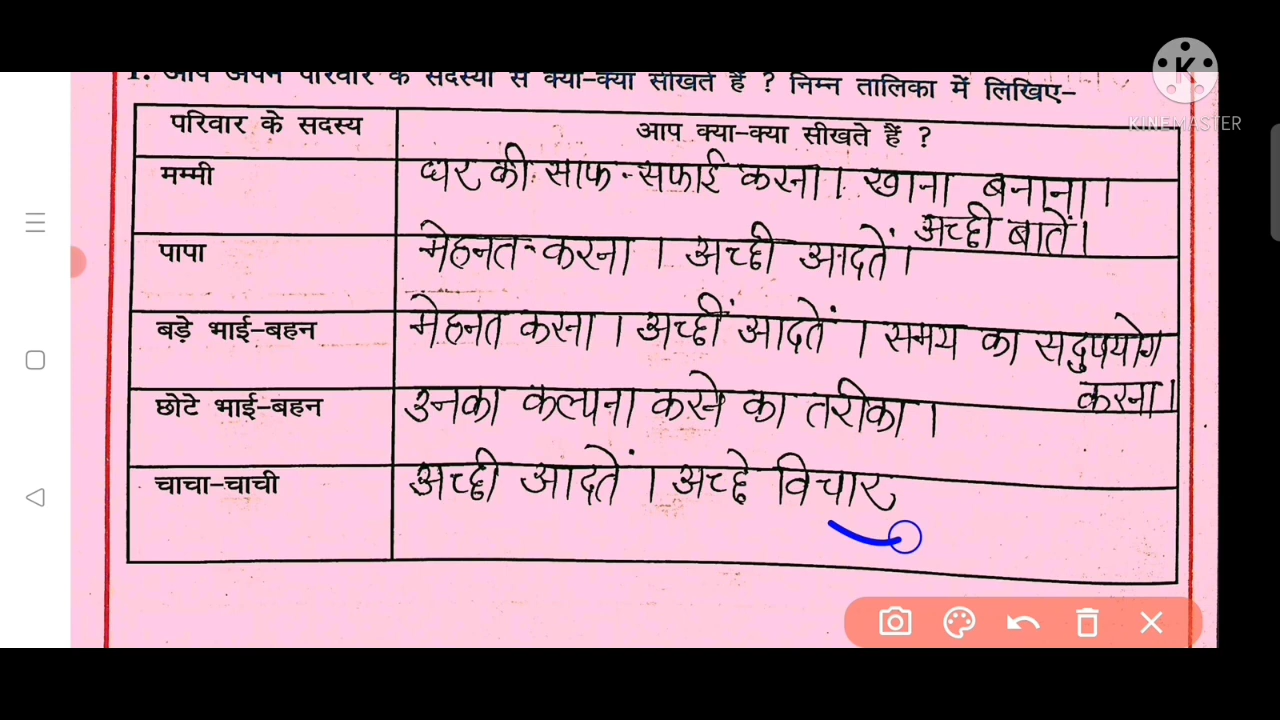 1. आप अपने परिवार के सदस्यों से क्या-क्या सीखते हैं ? निम्न तालिका में लिखिए-
KINEMASTER
परिवार के सदस्य आप क्या-क्या सीखते हैं ?
मम्मी घर की साफ-सफाई करना। खाना बनाना।
अच्छी बातें।
पापा मेहनत-करना । अच्छी आदतें।
बड़े भाई-बहन मेहनत करना । अच्छीं आदतें । समय का सदुपयोग
करना।
छोटे भाई-बहन उनका कल्पना करने का तरीका ।
चाचा-चाची अच्छी आदतें । अच्छे विचार